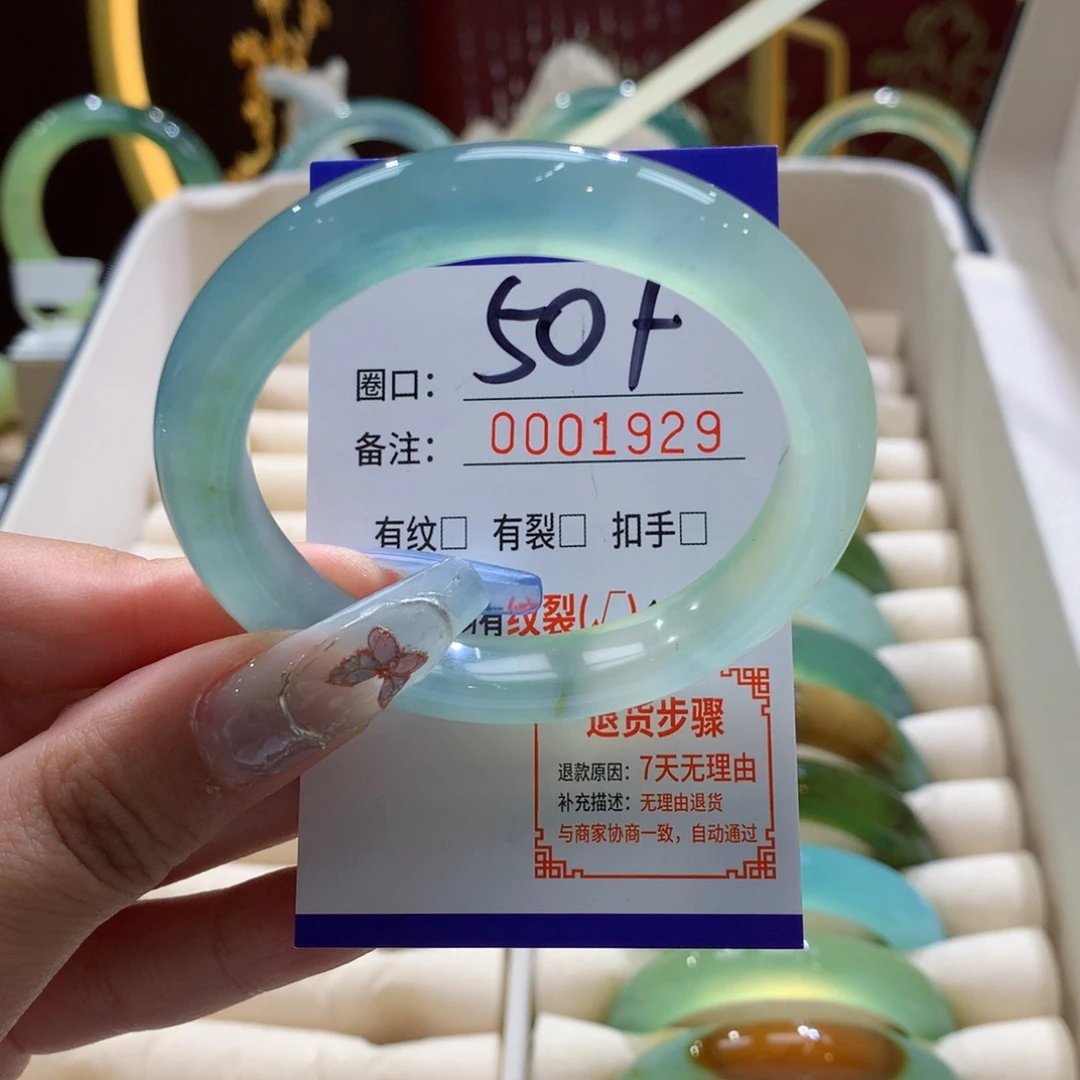 圈口： 50+
备注： 0001929
有纹□ 有裂□ 扣手□
有纹裂(√)
退货步骤
退款原因：7天无理由
补充描述：无理由退货
与商家协商一致，自动通过